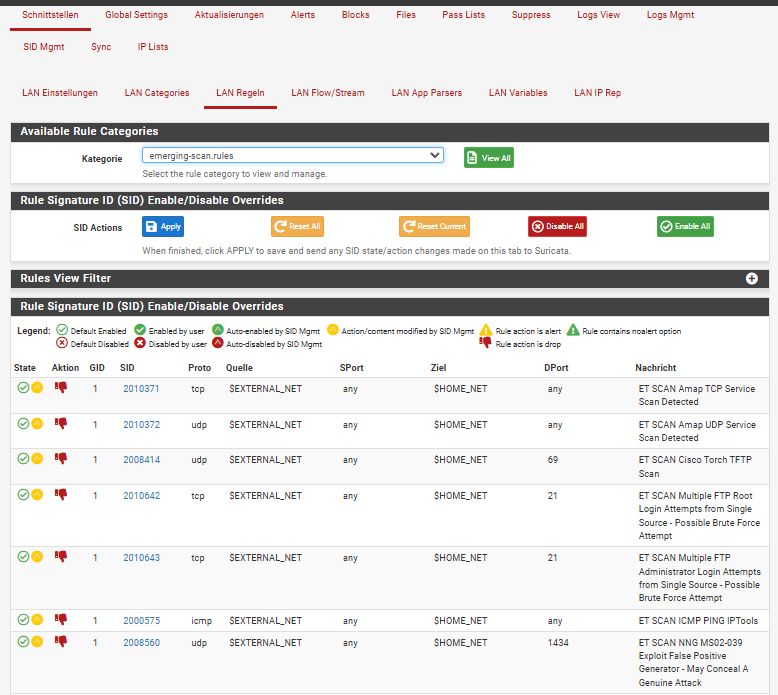 Schnittstellen Global Settings Aktualisierungen Alerts Blocks Files Pass Lists Suppress Logs View Logs Mgmt
SID Mgmt Sync IP Lists
LAN Einstellungen LAN Categories LAN Regeln LAN Flow/Stream LAN App Parsers LAN Variables LAN IP Rep
Available Rule Categories
Kategorie emerging-scan.rules View All
Select the rule category to view and manage.
Rule Signature ID (SID) Enable/Disable Overrides
SID Actions Apply Reset All Reset Current Disable All Enable All
When finished, click APPLY to save and send any SID state/action changes made on this tab to Suricata.
Rules View Filter
Rule Signature ID (SID) Enable/Disable Overrides
Legend: Default Enabled Enabled by user Auto-enabled by SID Mgmt Action/content modified by SID Mgmt Rule action is alert Rule contains noalert option
Default Disabled Disabled by user Auto-disabled by SID Mgmt Rule action is drop
State Aktion GID SID Proto Quelle SPort Ziel DPort Nachricht
1 2010371 tcp $EXTERNAL_NET any $HOME_NET any ET SCAN Amap TCP Service
Scan Detected
1 2010372 udp $EXTERNAL_NET any $HOME_NET any ET SCAN Amap UDP Service
Scan Detected
1 2008414 udp $EXTERNAL_NET any $HOME_NET 69 ET SCAN Cisco Torch TFTP
Scan
1 2010642 tcp $EXTERNAL_NET any $HOME_NET 21 ET SCAN Multiple FTP Root
Login Attempts from Single
Source - Possible Brute Force
Attempt
1 2010643 tcp $EXTERNAL_NET any $HOME_NET 21 ET SCAN Multiple FTP
Administrator Login Attempts
from Single Source - Possible
Brute Force Attempt
1 2000575 icmp $EXTERNAL_NET any $HOME_NET any ET SCAN ICMP PING IPTools
1 2008560 udp $EXTERNAL_NET any $HOME_NET 1434 ET SCAN NNG MS02-039
Exploit False Positive
Generator - May Conceal A
Genuine Attack